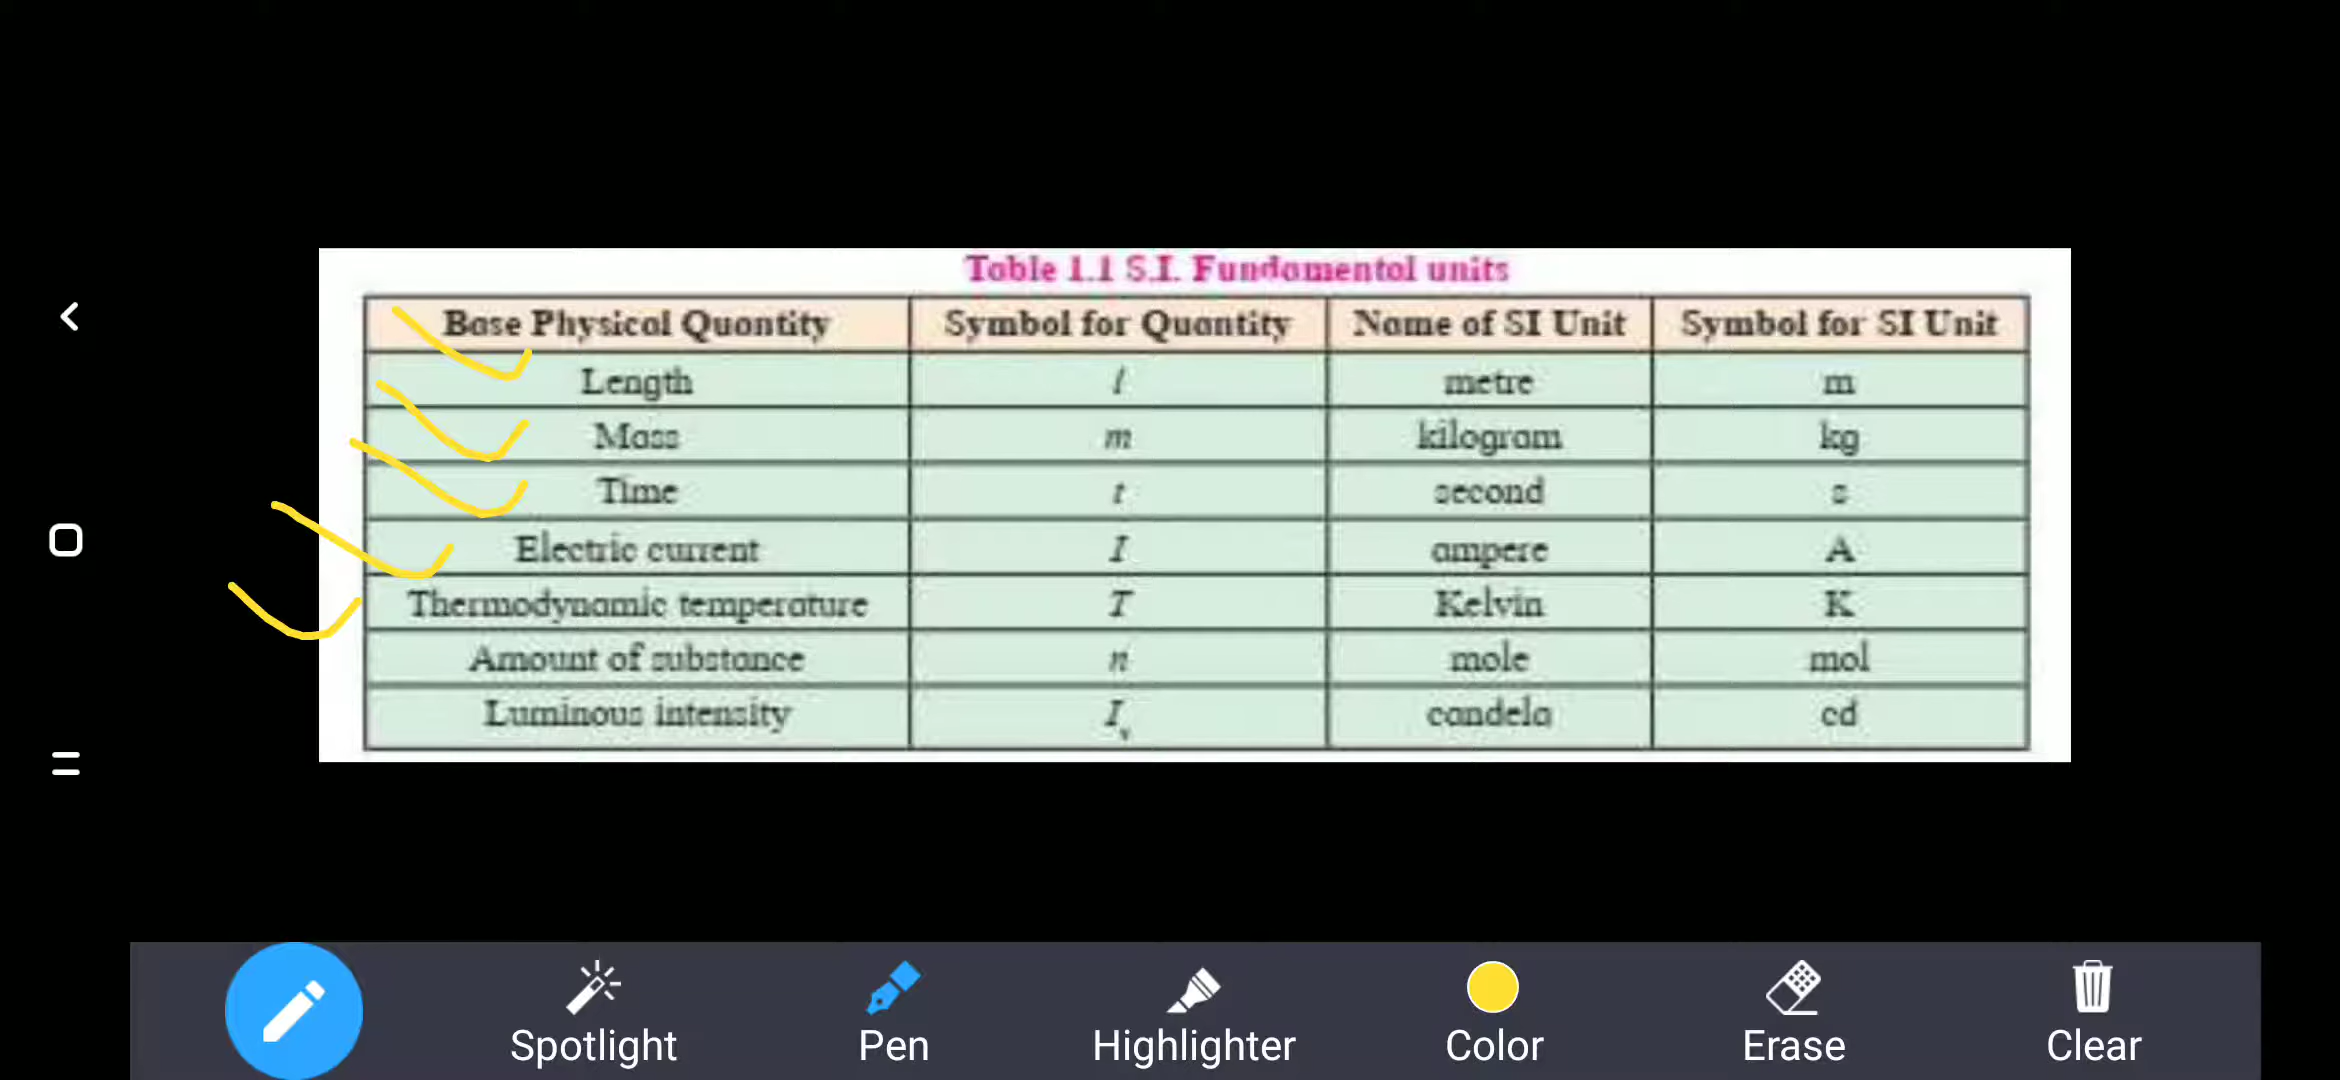 Table 1.1 S.I. Fundamental units
Base Physical Quantity Symbol for Quantity Name of SI Unit Symbol for SI Unit
Length l metre m
Mass m kilogram kg
Time t second s
Electric current I ampere A
Thermodynamic temperature T Kelvin K
Amount of substance n mole mol
Luminous intensity Iv candela cd
Spotlight Pen Highlighter Color Erase Clear